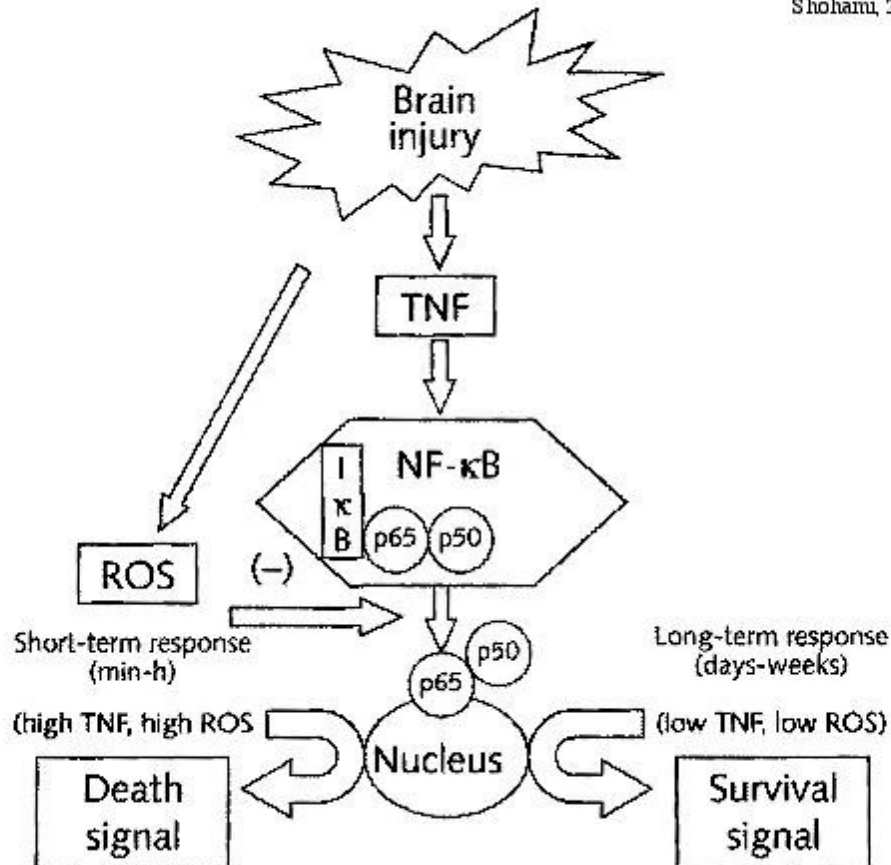 Shohami,
Brain
injury
TNF
NF-κB
I
κ
B
p65
p50
ROS
(−)
Short-term response
(min-h)
Long-term response
(days-weeks)
p50
p65
(high TNF, high ROS
(low TNF, low ROS)
Nucleus
Death
signal
Survival
signal